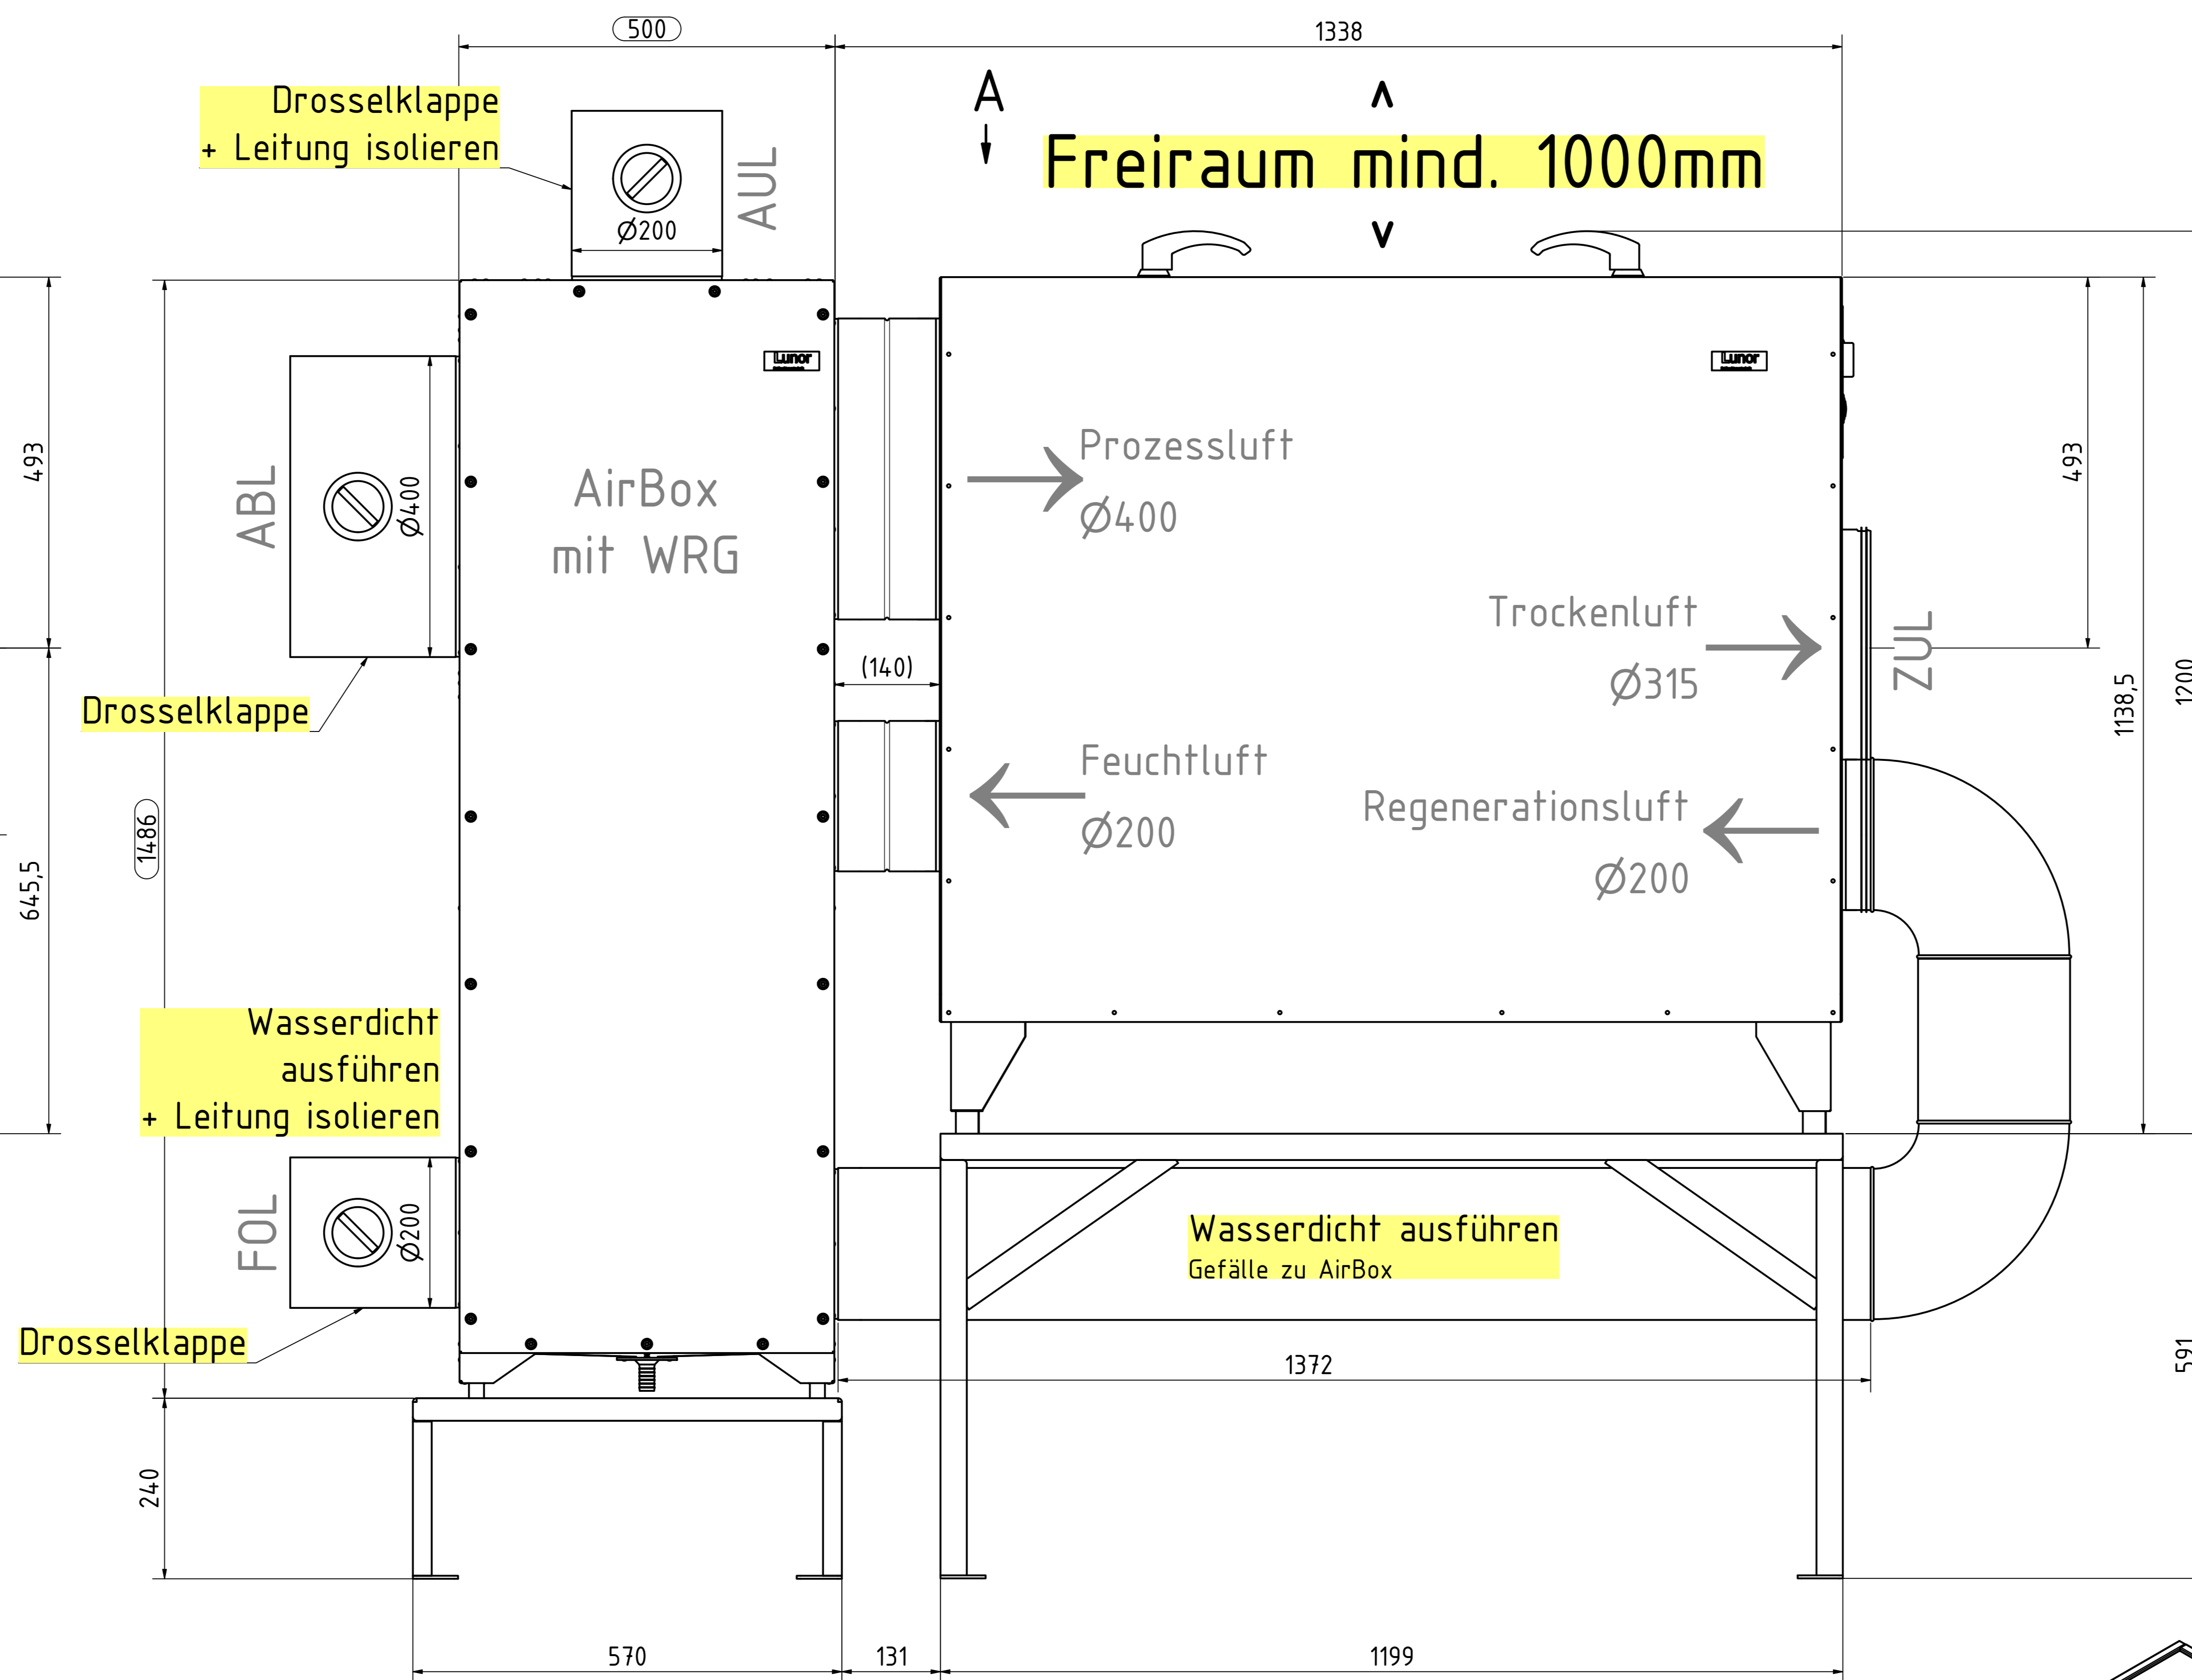 500
1338
Drosselklappe
+ Leitung isolieren
A
Freiraum mind. 1000mm
AUL
Ø200
Lunor
Lunor
493
ABL
Ø400
AirBox
mit WRG
Prozessluft
Ø400
493
Trockenluft
Ø315
ZUL
1138,5
1200
(140)
Drosselklappe
Feuchtluft
Ø200
Regenerationsluft
Ø200
1486
645,5
Wasserdicht
ausführen
+ Leitung isolieren
FOL
Ø200
Wasserdicht ausführen
Gefälle zu AirBox
Drosselklappe
1372
591
240
570
131
1199